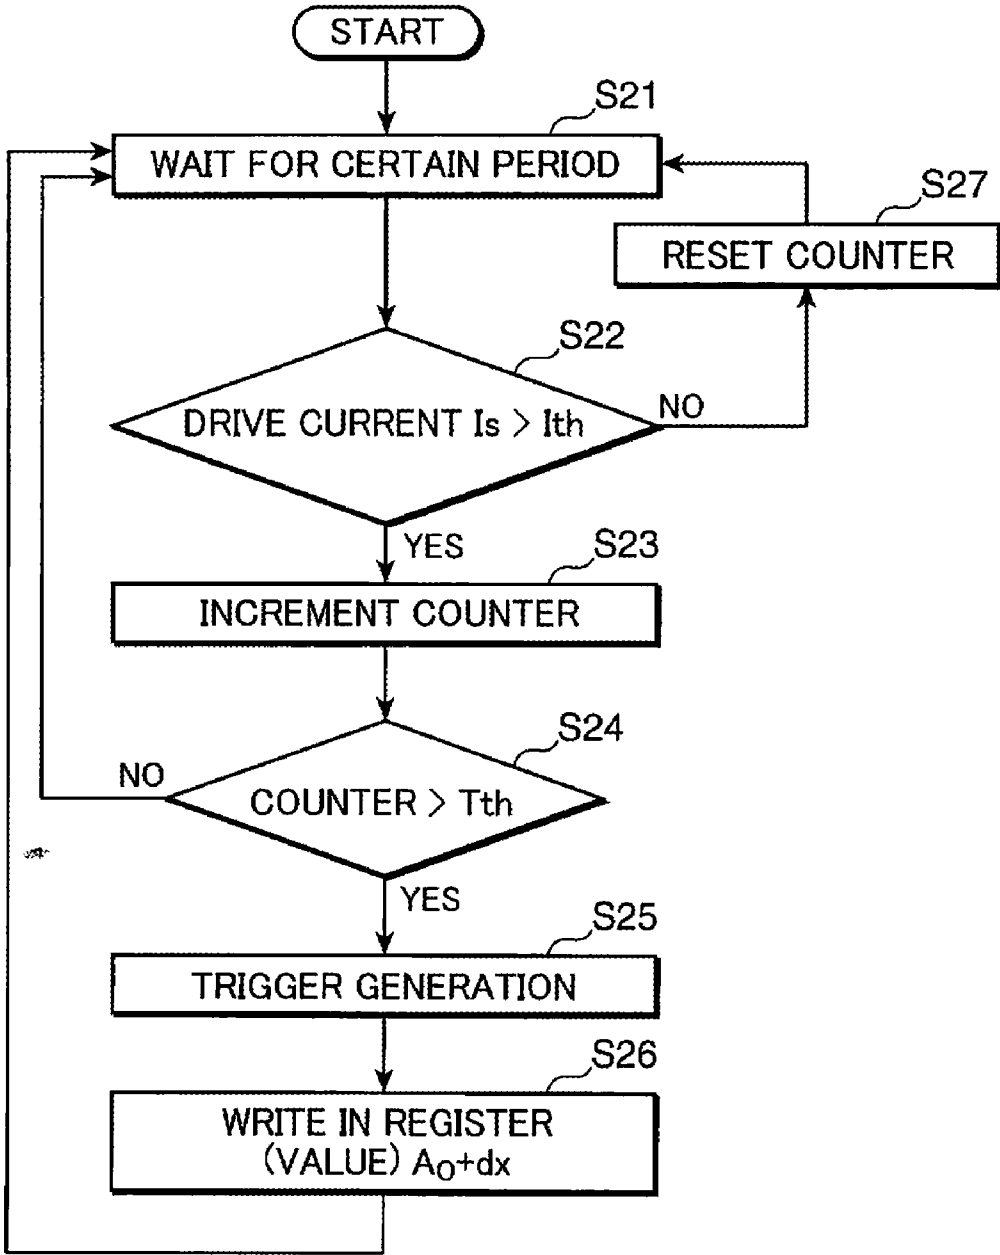 START
S21
WAIT FOR CERTAIN PERIOD
S27
RESET COUNTER
S22
DRIVE CURRENT Is > Ith
NO
YES
S23
INCREMENT COUNTER
S24
NO
COUNTER > Tth
YES
S25
TRIGGER GENERATION
S26
WRITE IN REGISTER
(VALUE) A0+dx